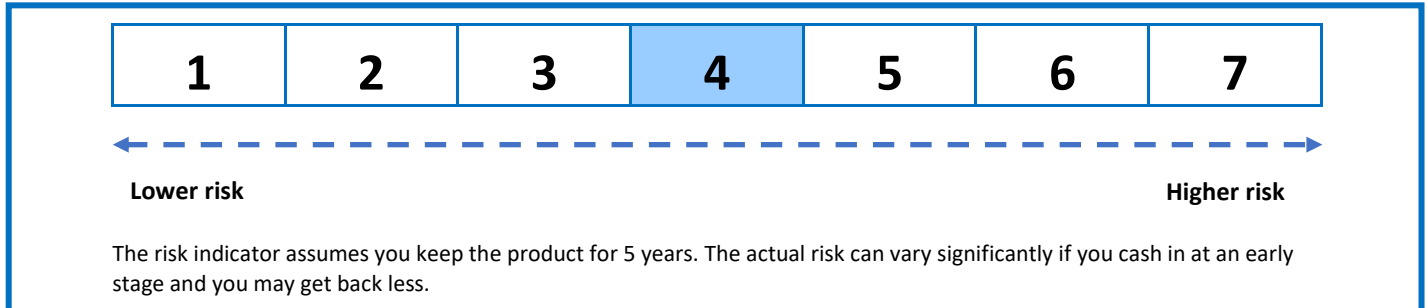 1 2 3 4 5 6 7
Lower risk Higher risk
The risk indicator assumes you keep the product for 5 years. The actual risk can vary significantly if you cash in at an early
stage and you may get back less.